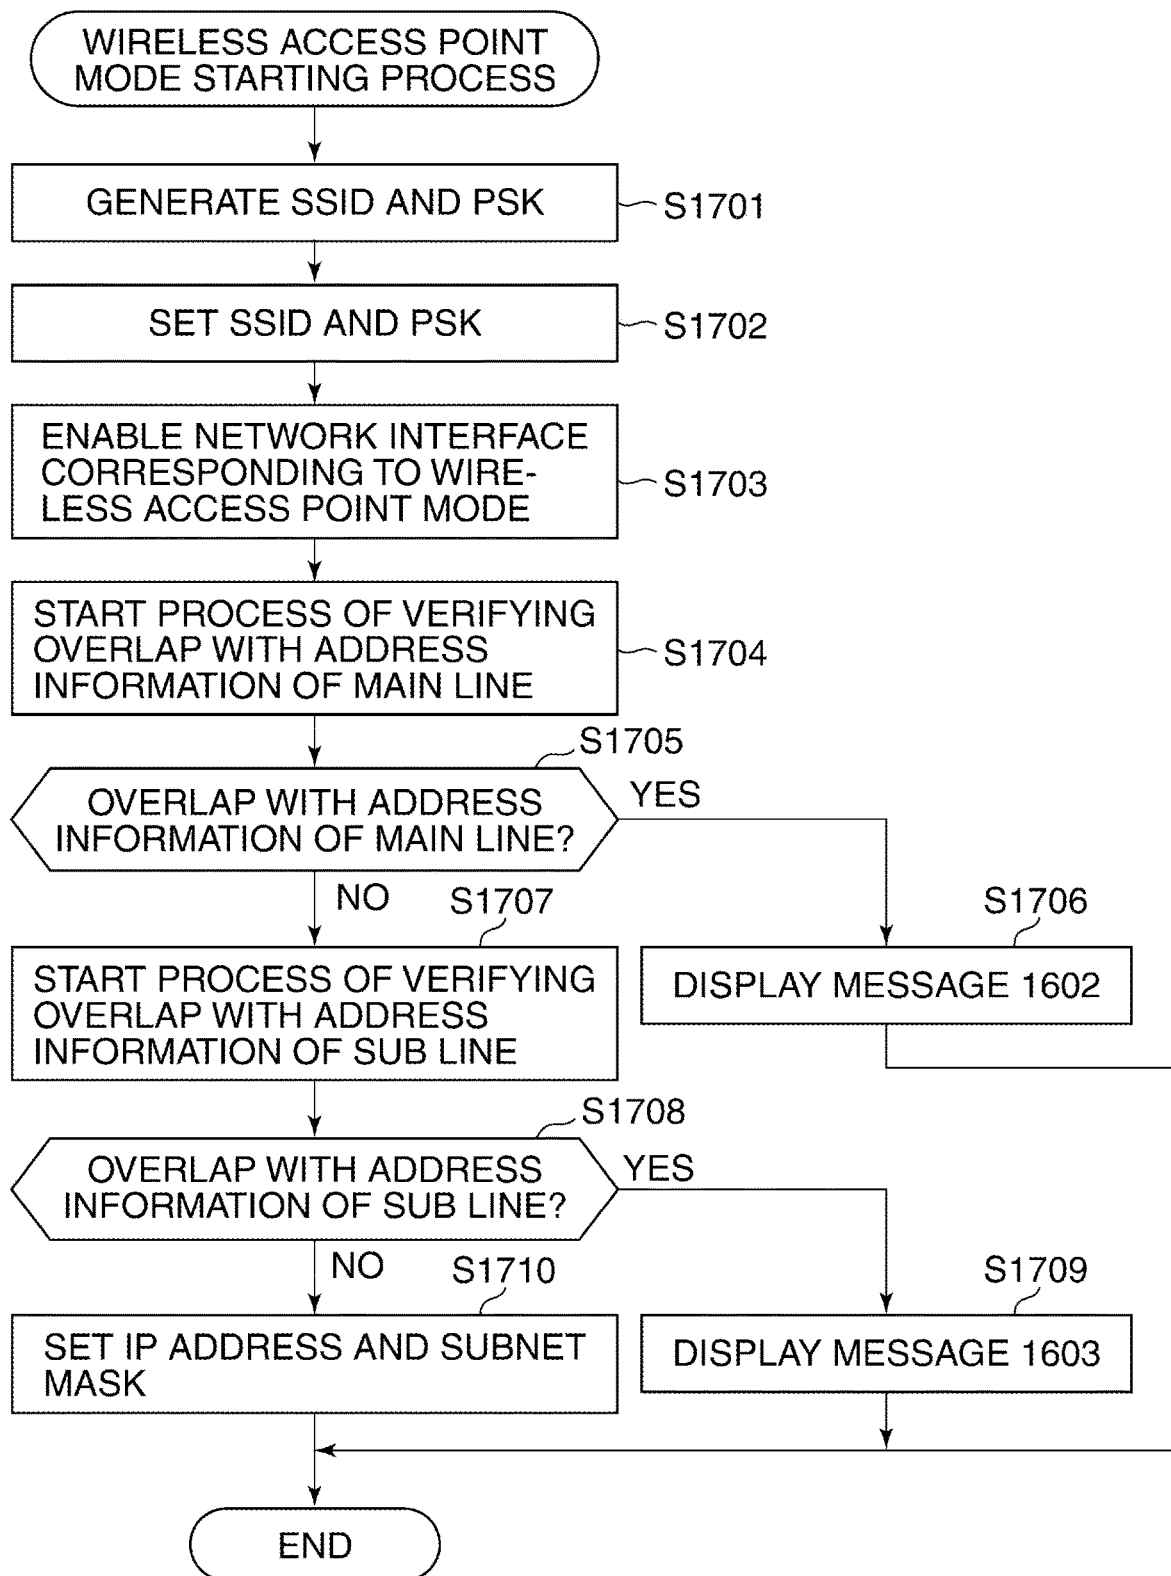 WIRELESS ACCESS POINT
MODE STARTING PROCESS
GENERATE SSID AND PSK
S1701
SET SSID AND PSK
S1702
ENABLE NETWORK INTERFACE
CORRESPONDING TO WIRE-
LESS ACCESS POINT MODE
S1703
START PROCESS OF VERIFYING
OVERLAP WITH ADDRESS
INFORMATION OF MAIN LINE
S1704
S1705
OVERLAP WITH ADDRESS
INFORMATION OF MAIN LINE?
YES
NO
S1707
S1706
START PROCESS OF VERIFYING
OVERLAP WITH ADDRESS
INFORMATION OF SUB LINE
DISPLAY MESSAGE 1602
S1708
OVERLAP WITH ADDRESS
INFORMATION OF SUB LINE?
YES
NO
S1710
S1709
SET IP ADDRESS AND SUBNET
MASK
DISPLAY MESSAGE 1603
END